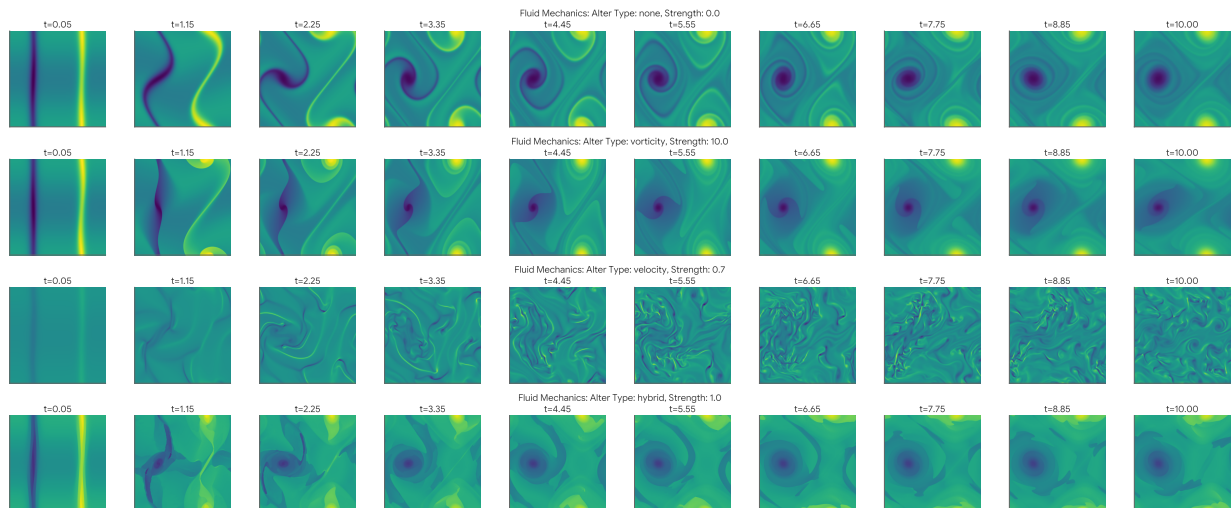 Fluid Mechanics: Alter Type: none, Strength: 0.0
t=0.05 t=1.15 t=2.25 t=3.35 t=4.45 t=5.55 t=6.65 t=7.75 t=8.85 t=10.00
Fluid Mechanics: Alter Type: vorticity, Strength: 10.0
t=0.05 t=1.15 t=2.25 t=3.35 t=4.45 t=5.55 t=6.65 t=7.75 t=8.85 t=10.00
Fluid Mechanics: Alter Type: velocity, Strength: 0.7
t=0.05 t=1.15 t=2.25 t=3.35 t=4.45 t=5.55 t=6.65 t=7.75 t=8.85 t=10.00
Fluid Mechanics: Alter Type: hybrid, Strength: 1.0
t=0.05 t=1.15 t=2.25 t=3.35 t=4.45 t=5.55 t=6.65 t=7.75 t=8.85 t=10.00